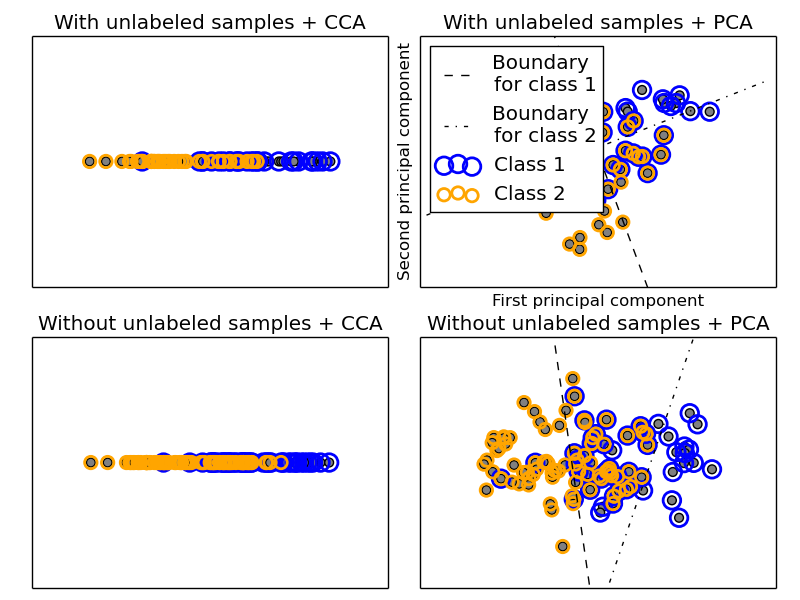 With unlabeled samples + CCA
With unlabeled samples + PCA
Second principal component
Boundary
for class 1
Boundary
for class 2
Class 1
Class 2
First principal component
Without unlabeled samples + CCA
Without unlabeled samples + PCA